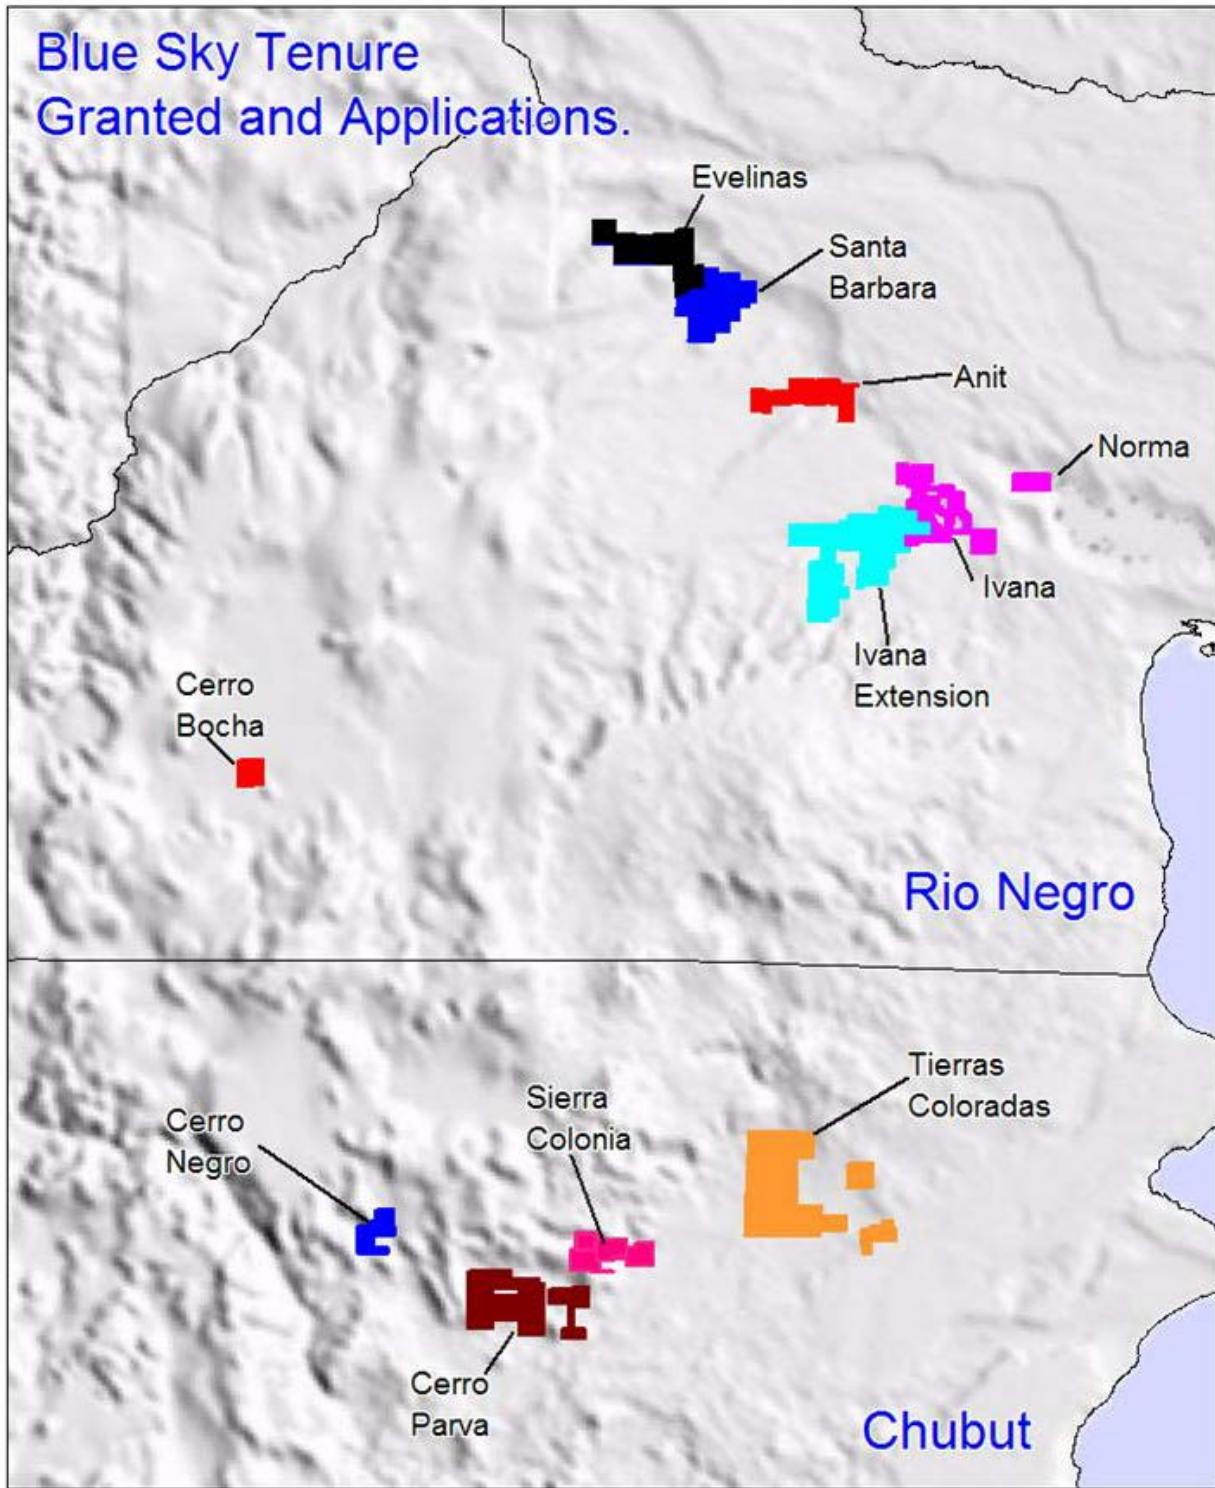 Blue Sky Tenure
Granted and Applications.
Evelinas
Santa
Barbara
Anit
Norma
Ivana
Ivana
Extension
Cerro
Bocha
Rio Negro
Tierras
Coloradas
Sierra
Colonia
Cerro
Negro
Cerro
Parva
Chubut